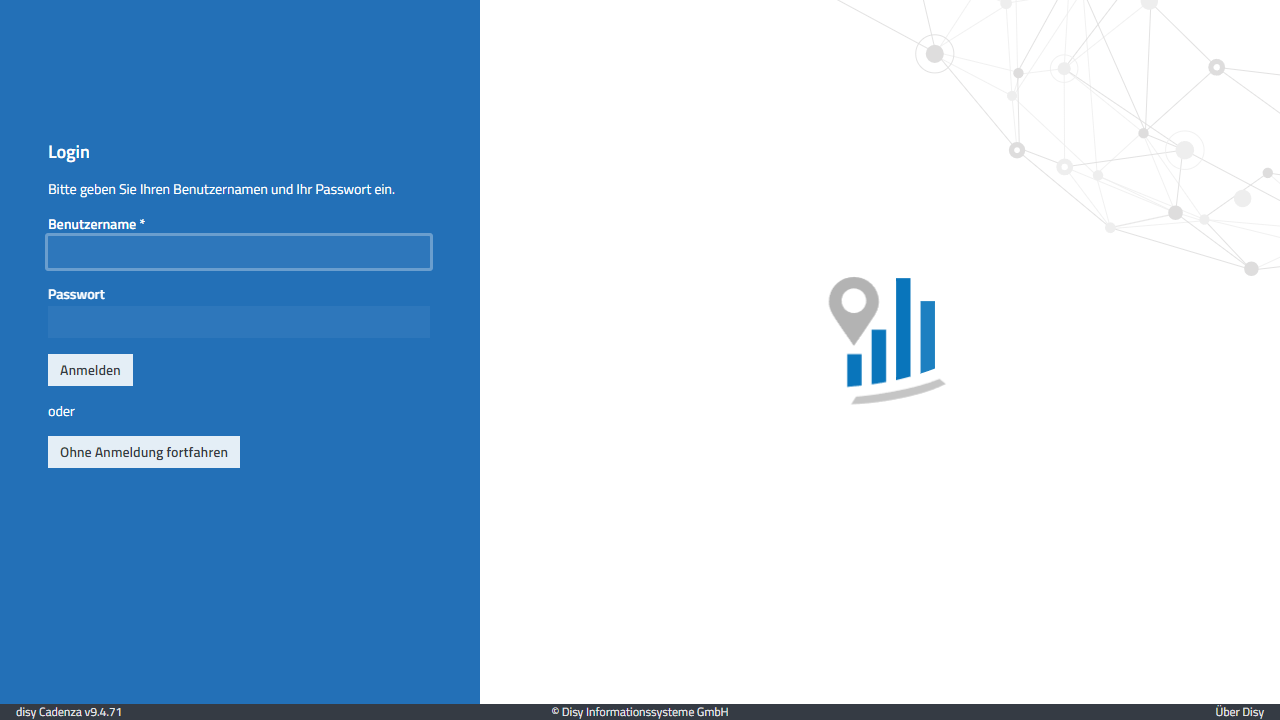 Login
Bitte geben Sie Ihren Benutzernamen und Ihr Passwort ein.
Benutzername *
Passwort
Anmelden
oder
Ohne Anmeldung fortfahren
disy Cadenza v9.4.71
© Disy Informationssysteme GmbH
Über Disy